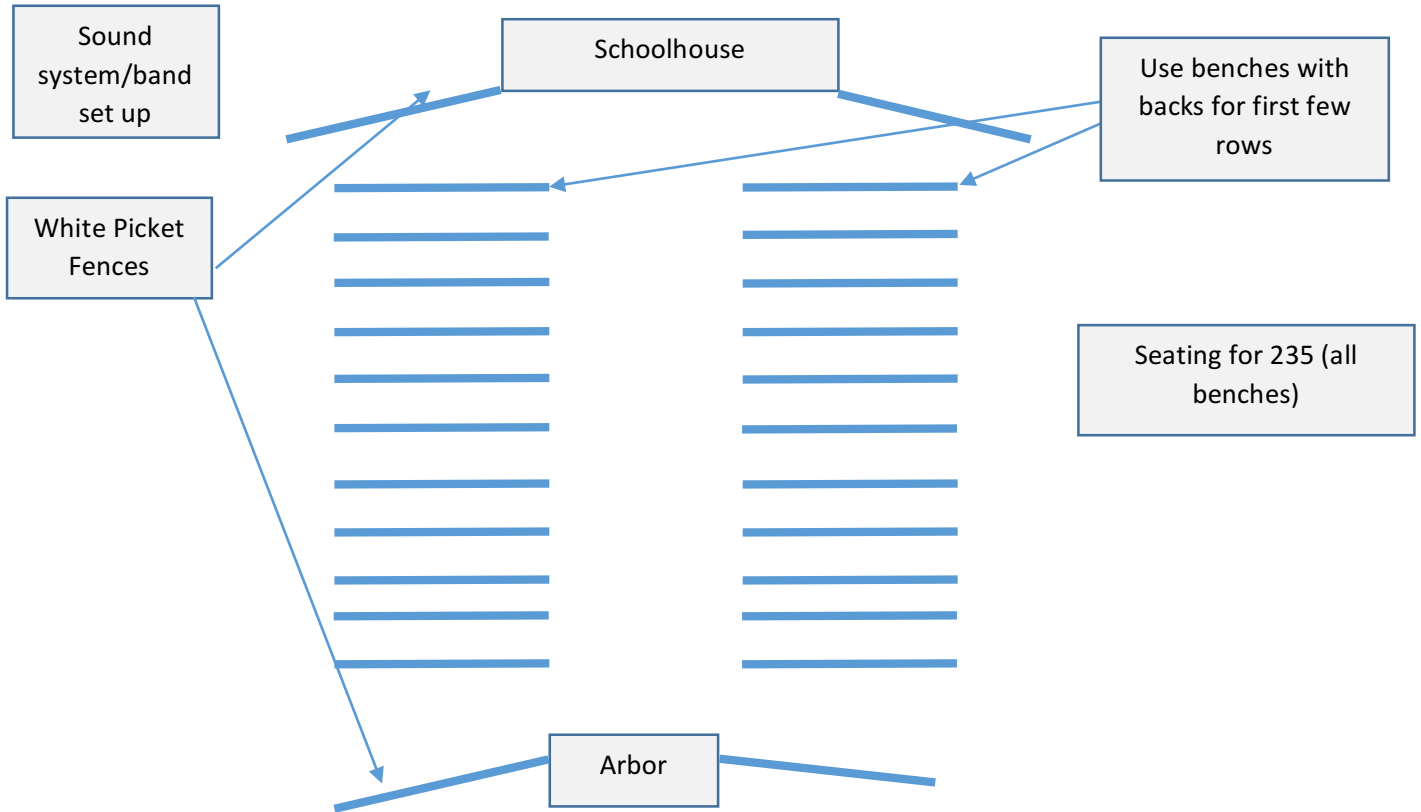 Sound
system/band
set up
Schoolhouse
Use benches with
backs for first few
rows
White Picket
Fences
Seating for 235 (all
benches)
Arbor